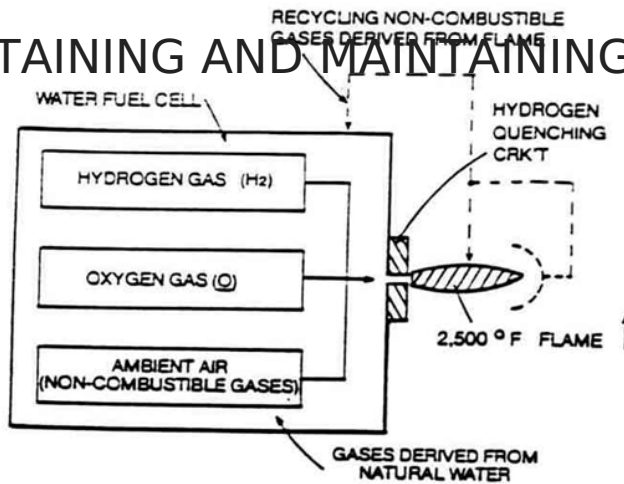 RECYCLING NON-COMBUSTIBLE
GASES DERIVED FROM FLAME
TAINING AND MAINTAINING
WATER FUEL CELL
HYDROGEN
QUENCHING
CRK'T
HYDROGEN GAS (H2)
OXYGEN GAS (O)
2,500 °F FLAME
AMBIENT AIR
(NON-COMBUSTIBLE GASES)
GASES DERIVED FROM
NATURAL WATER